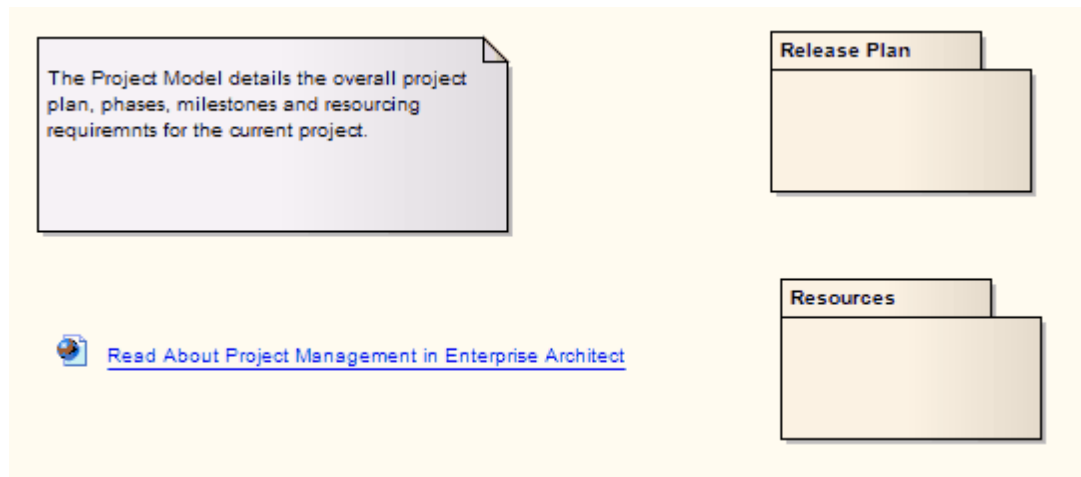 The Project Model details the overall project
plan, phases, milestones and resourcing
requiremnts for the current project.
Release Plan
Resources
Read About Project Management in Enterprise Architect